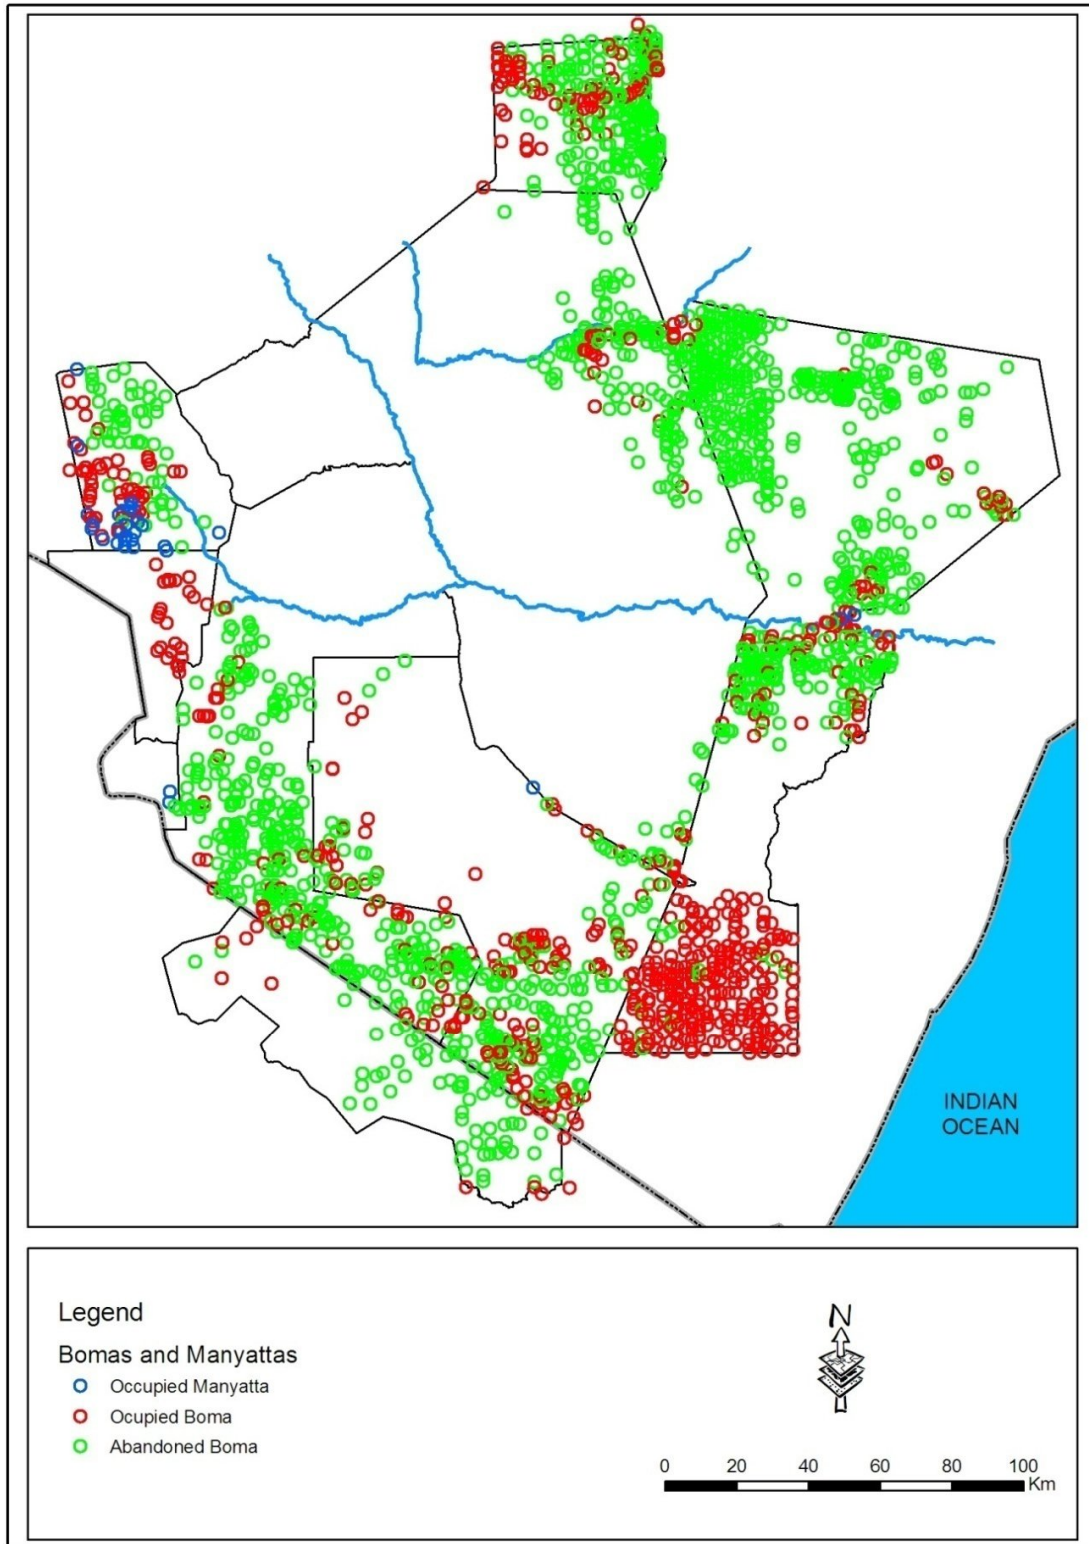 INDIAN
OCEAN
Legend
Bomas and Manyattas
Occupied Manyatta
Ocupied Boma
Abandoned Boma
N
0 20 40 60 80 100
Km